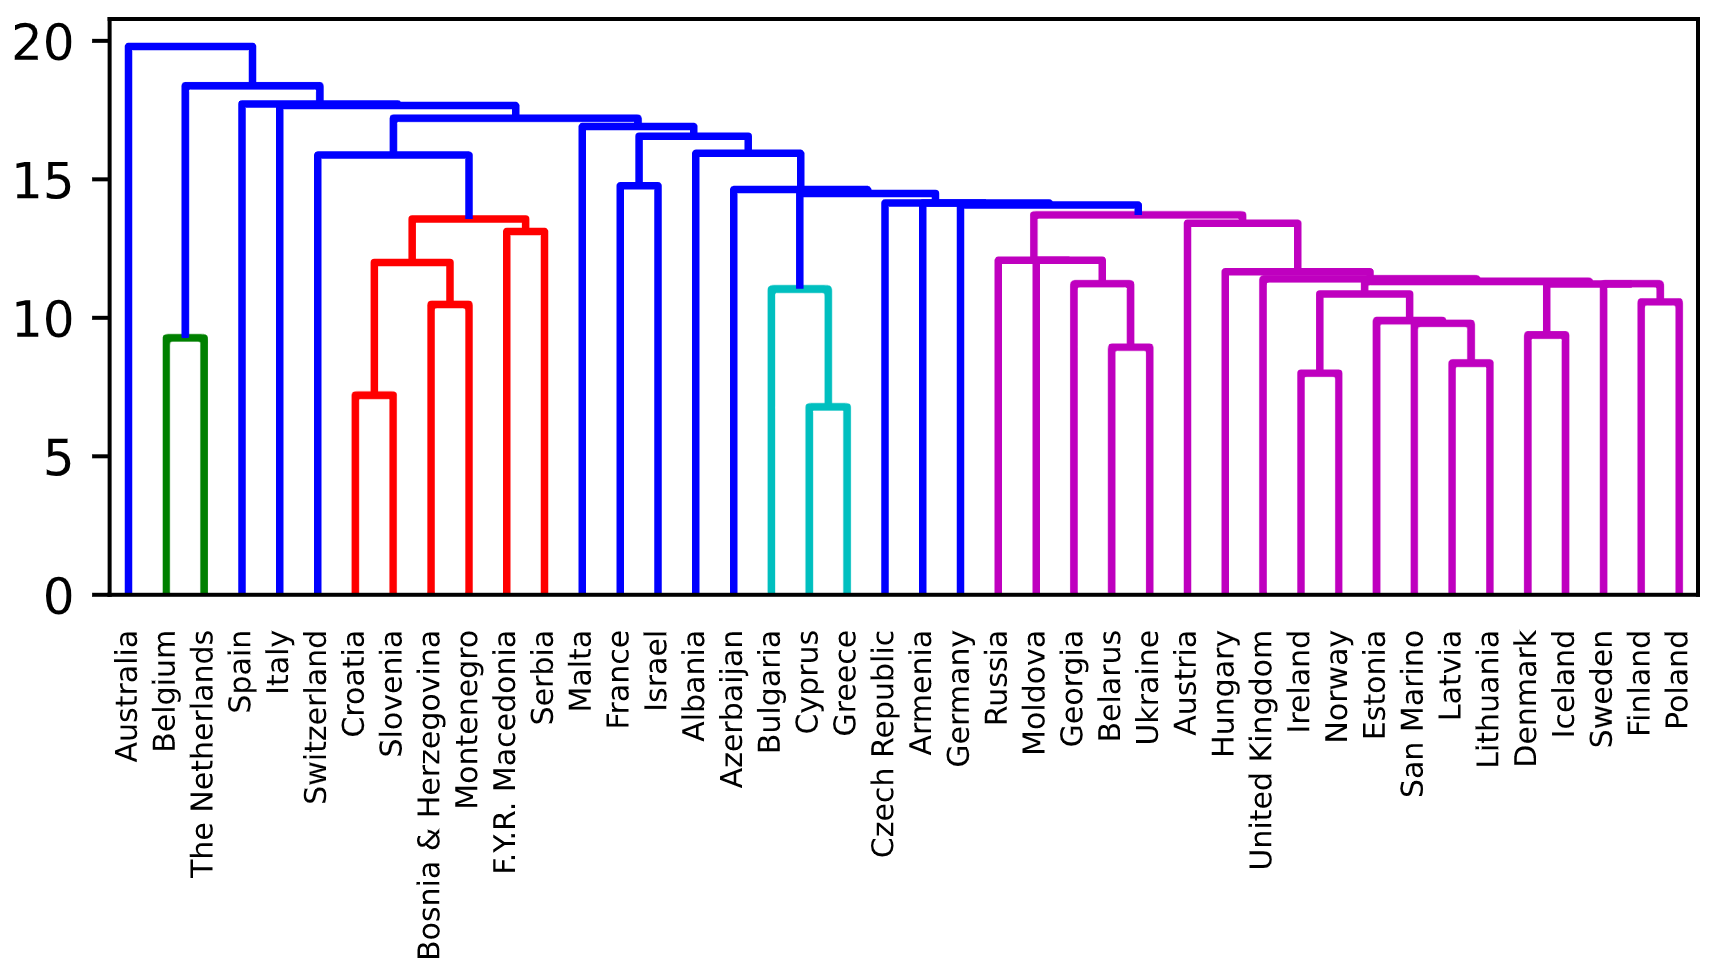 20
15
10
5
0
Australia
Belgium
The Netherlands
Spain
Italy
Switzerland
Croatia
Slovenia
Bosnia & Herzegovina
Montenegro
F.Y.R. Macedonia
Serbia
Malta
France
Israel
Albania
Azerbaijan
Bulgaria
Cyprus
Greece
Czech Republic
Armenia
Germany
Russia
Moldova
Georgia
Belarus
Ukraine
Austria
Hungary
United Kingdom
Ireland
Norway
Estonia
San Marino
Latvia
Lithuania
Denmark
Iceland
Sweden
Finland
Poland